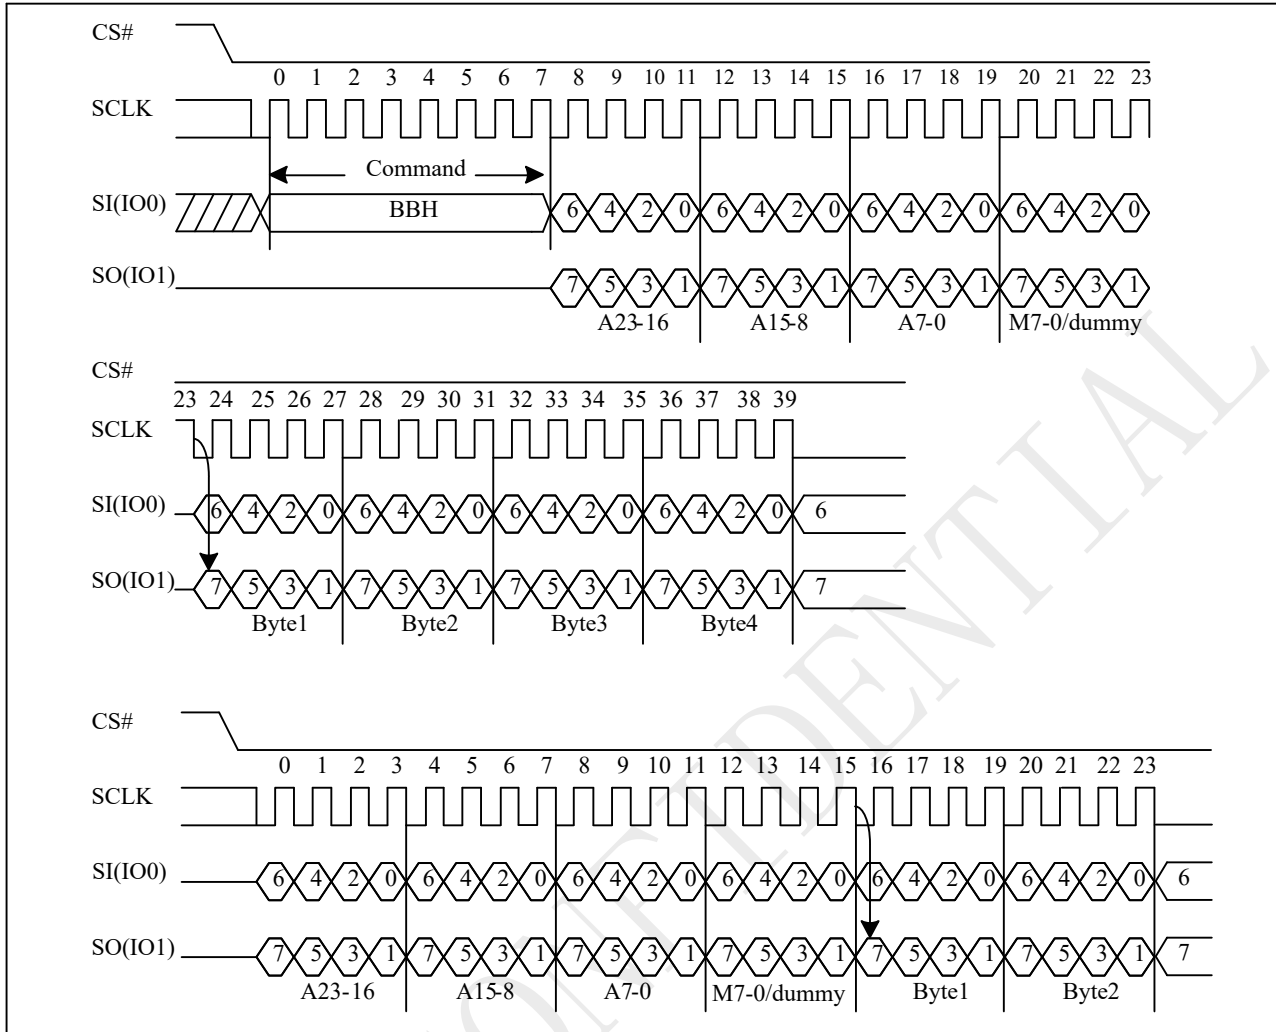 CS#
0 1 2 3 4 5 6 7 8 9 10 11 12 13 14 15 16 17 18 19 20 21 22 23
SCLK
Command
SI(IO0) BBH 6 4 2 0 6 4 2 0 6 4 2 0 6 4 2 0
SO(IO1) 7 5 3 1 7 5 3 1 7 5 3 1 7 5 3 1
A23-16 A15-8 A7-0 M7-0/dummy
CS#
23 24 25 26 27 28 29 30 31 32 33 34 35 36 37 38 39
SCLK
SI(IO0) 6 4 2 0 6 4 2 0 6 4 2 0 6 4 2 0 6
SO(IO1) 7 5 3 1 7 5 3 1 7 5 3 1 7 5 3 1 7
Byte1 Byte2 Byte3 Byte4
CS#
0 1 2 3 4 5 6 7 8 9 10 11 12 13 14 15 16 17 18 19 20 21 22 23
SCLK
SI(IO0) 6 4 2 0 6 4 2 0 6 4 2 0 6 4 2 0 6 4 2 0 6 4 2 0 6
SO(IO1) 7 5 3 1 7 5 3 1 7 5 3 1 7 5 3 1 7 5 3 1 7 5 3 1 7
A23-16 A15-8 A7-0 M7-0/dummy Byte1 Byte2
ONFIDENTIAL